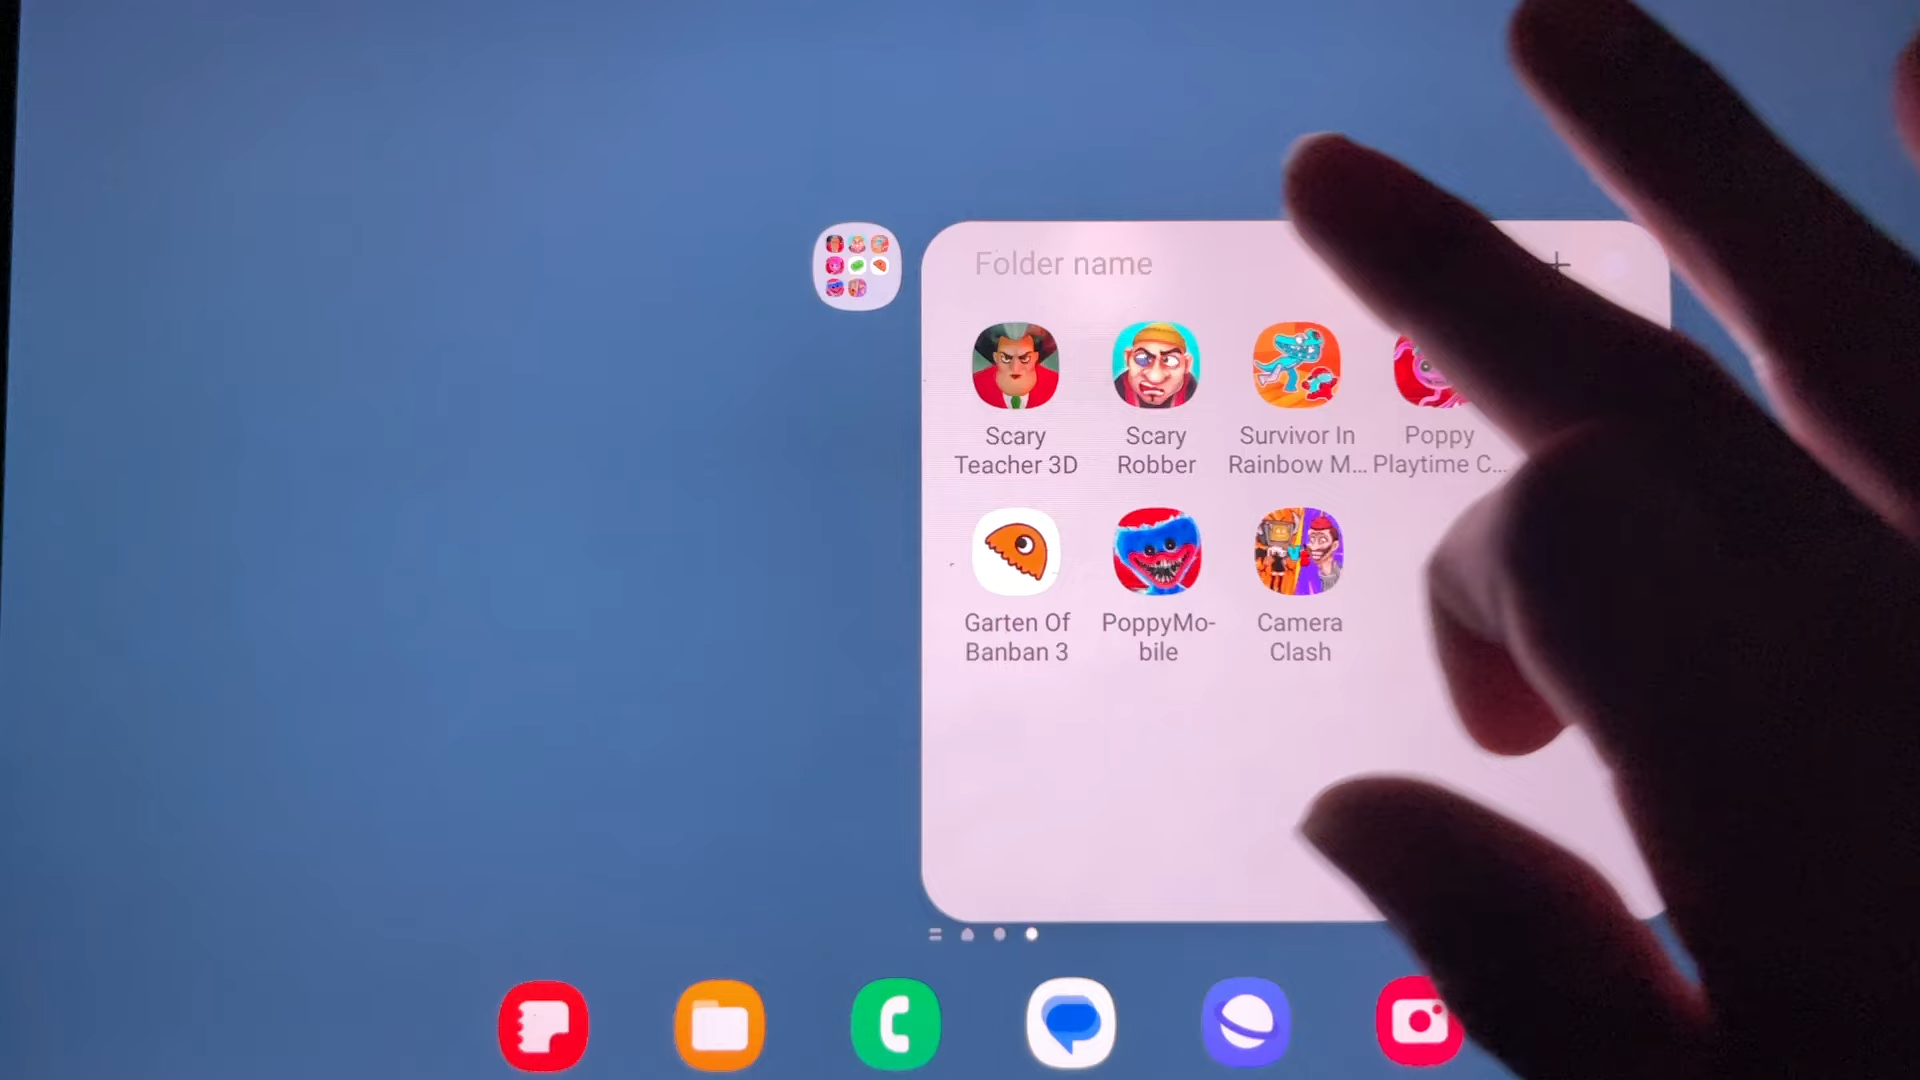 Folder name
Scary
Teacher 3D
Scary
Robber
Survivor In
Rainbow M...
Poppy
Playtime C...
Garten Of
Banban 3
PoppyMo-
bile
Camera
Clash